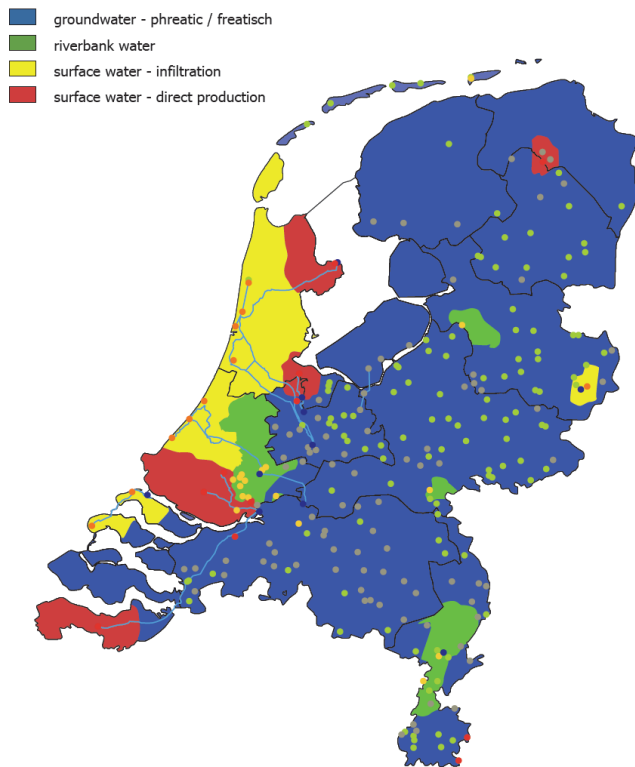 groundwater - phreatic / freatisch
riverbank water
surface water - infiltration
surface water - direct production